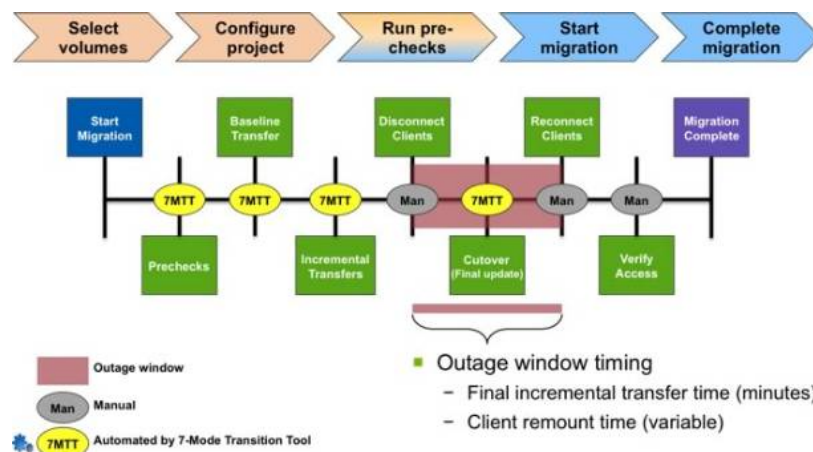 Select
volumes
Configure
project
Run pre-
checks
Start
migration
Complete
migration
Start
Migration
Baseline
Transfer
Disconnect
Clients
Reconnect
Clients
Migration
Complete
7MTT
7MTT
7MTT
Man
7MTT
Man
Man
Prechecks
Incremental
Transfers
Cutover
(Final update)
Verify
Access
Outage window
Man
Manual
7MTT
Automated by 7-Mode Transition Tool
Outage window timing
– Final incremental transfer time (minutes)
– Client remount time (variable)